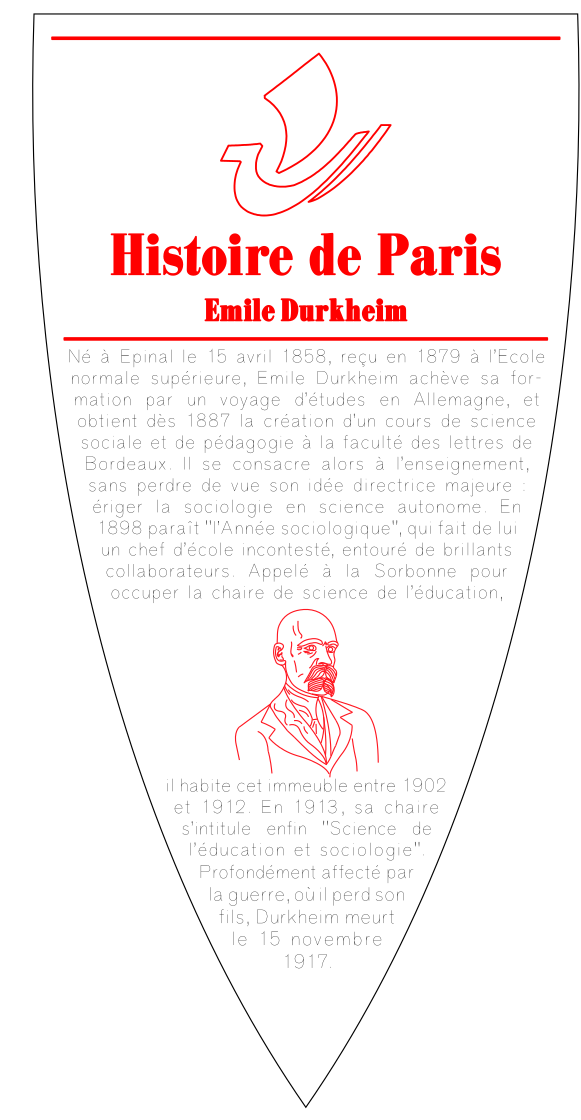 Histoire de Paris
Emile Durkheim
Né à Epinal le 15 avril 1858, reçu en 1879 à l'Ecole
normale supérieure, Emile Durkheim achève sa for-
mation par un voyage d'études en Allemagne, et
obtient dès 1887 la création d'un cours de science
sociale et de pédagogie à la faculté des lettres de
Bordeaux. Il se consacre alors à l'enseignement,
sans perdre de vue son idée directrice majeure :
ériger la sociologie en science autonome. En
1898 paraît "l'Année sociologique", qui fait de lui
un chef d'école incontesté, entouré de brillants
collaborateurs. Appelé à la Sorbonne pour
occuper la chaire de science de l'éducation,
il habite cet immeuble entre 1902
et 1912. En 1913, sa chaire
s'intitule enfin "Science de
l'éducation et sociologie".
Profondément affecté par
la guerre, où il perd son
fils, Durkheim meurt
le 15 novembre
1917.